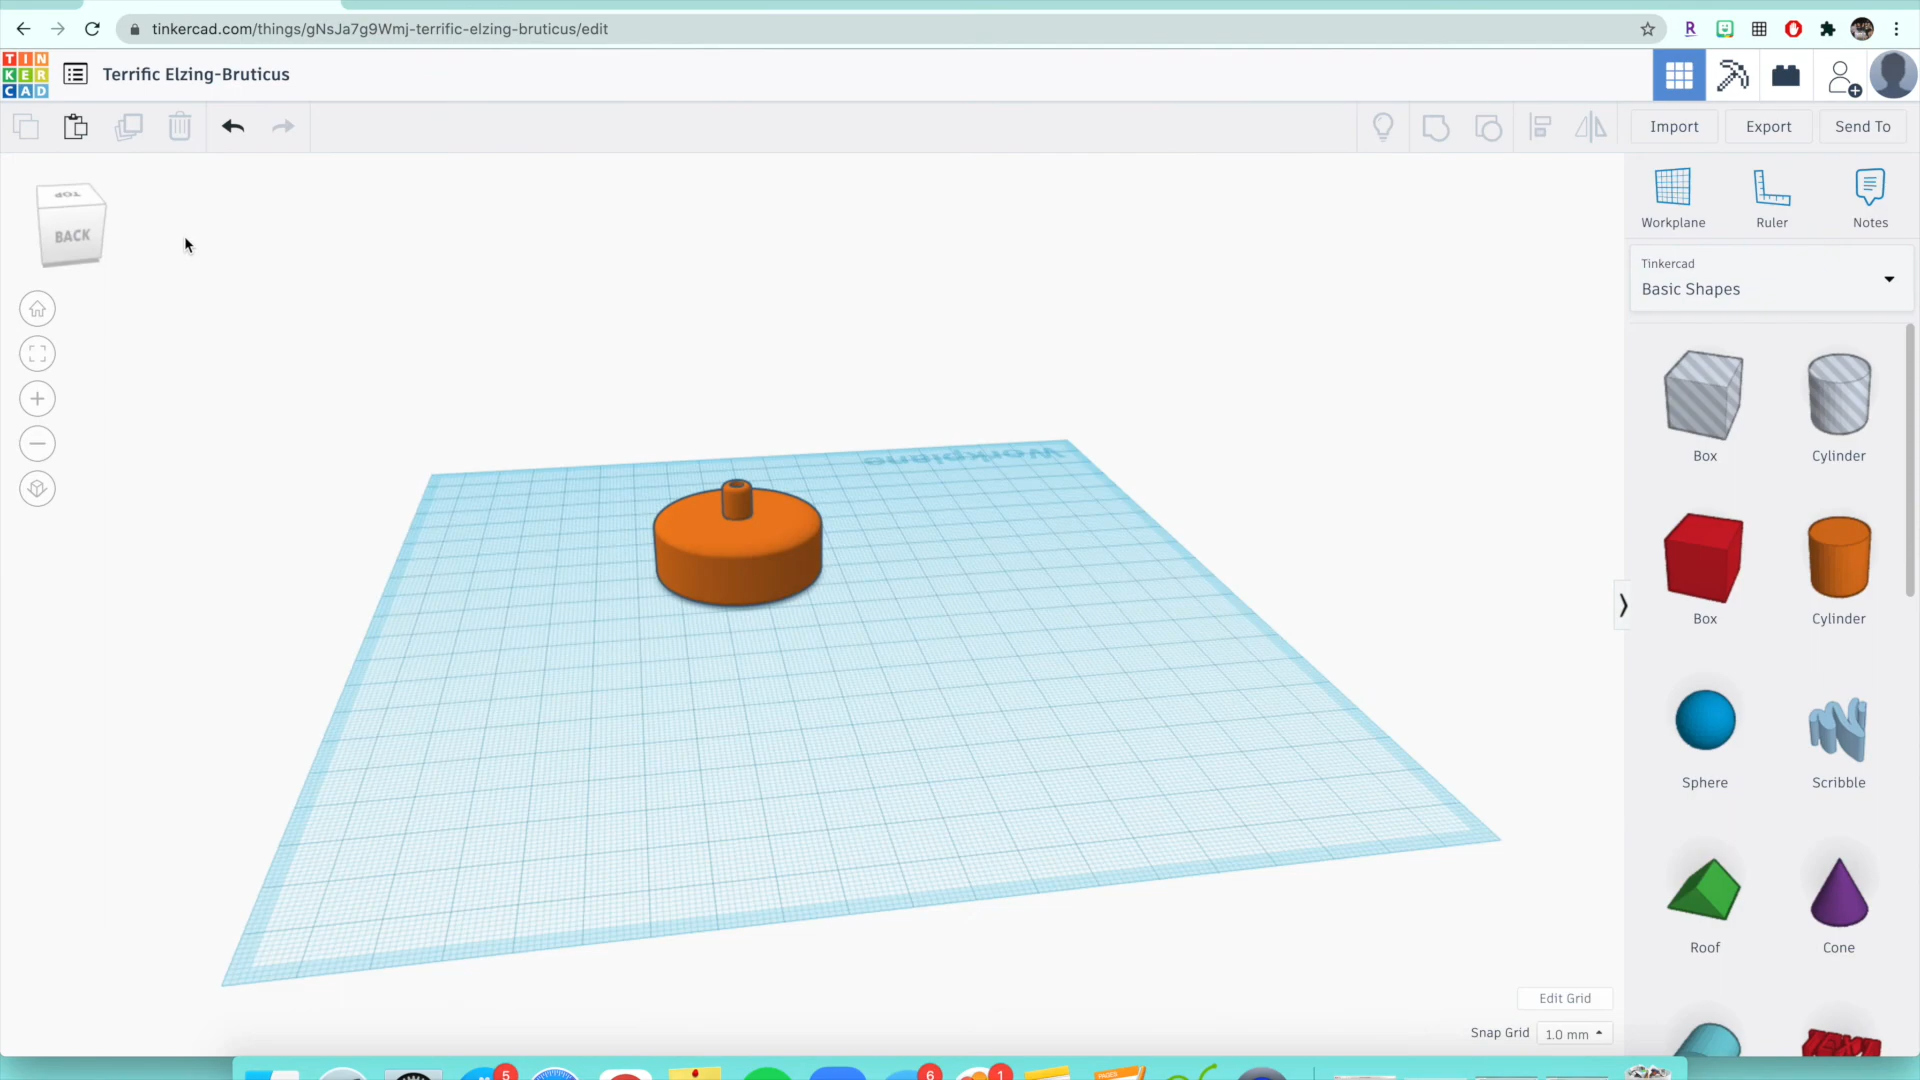 tinkercad.com/things/gNsJa7g9Wmj-terrific-elzing-bruticus/edit
TIN
KER
CAD
Terrific Elzing-Bruticus
Import
Export
Send To
TOP
BACK
Workplane
Ruler
Notes
Tinkercad
Basic Shapes
Workplane
Box
Cylinder
Box
Cylinder
Sphere
Scribble
Roof
Cone
Edit Grid
Snap Grid
1.0 mm
5
6
1
PAGES